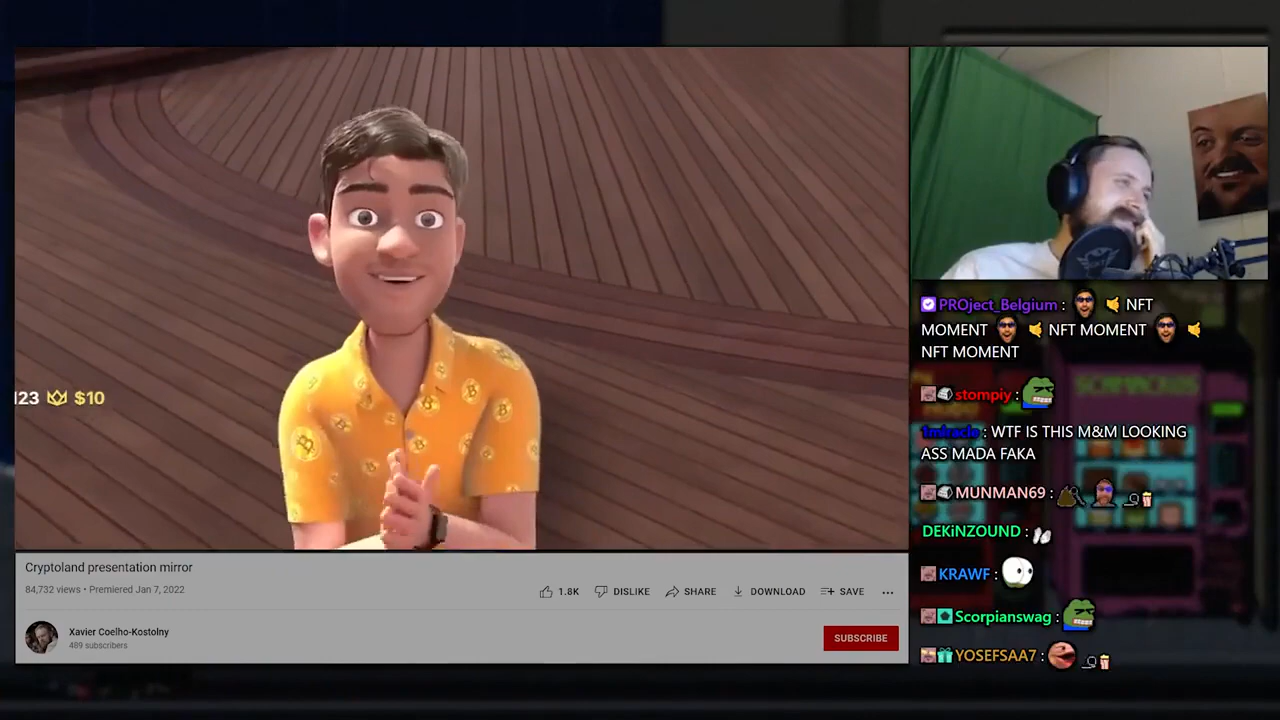 123 $10
Cryptoland presentation mirror
84,732 views • Premiered Jan 7, 2022
1.8K DISLIKE SHARE DOWNLOAD SAVE ...
Xavier Coelho-Kostolny
489 subscribers
SUBSCRIBE
PROject_Belgium : NFT
MOMENT NFT MOMENT
NFT MOMENT
stompiy :
1miracle : WTF IS THIS M&M LOOKING
ASS MADA FAKA
MUNMAN69 :
DEKiNZOUND :
KRAWF :
Scorpianswag :
YOSEFSAA7 :